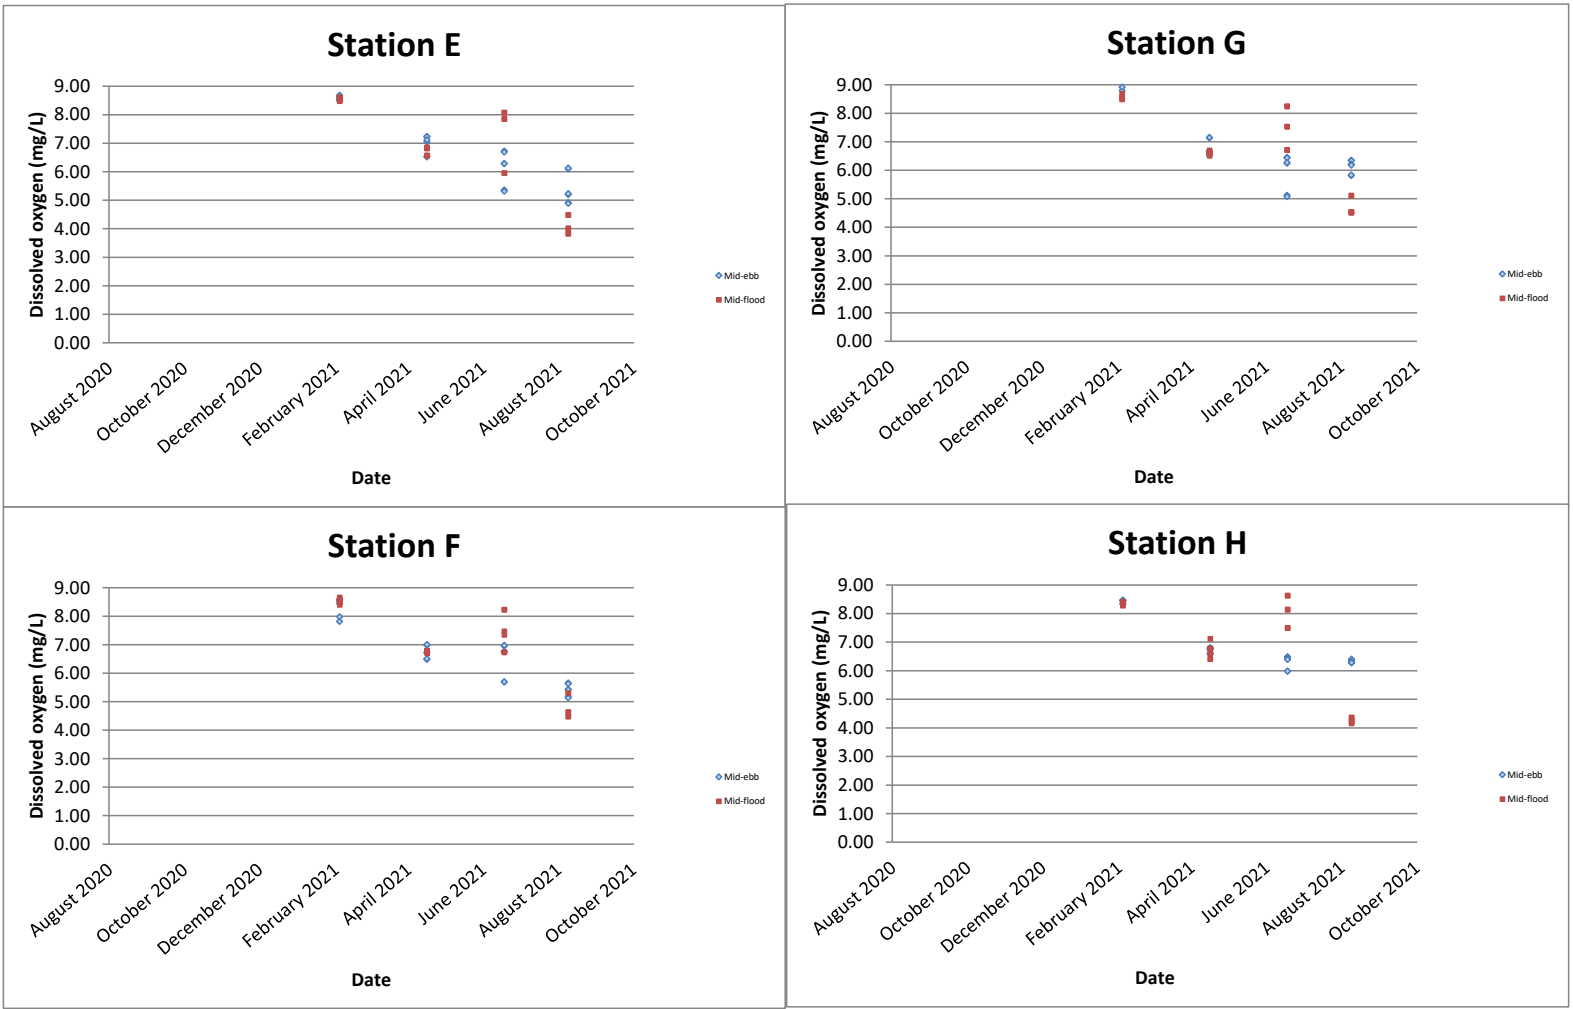 Station E
Dissolved oxygen (mg/L)
9.00
8.00
7.00
6.00
5.00
4.00
3.00
2.00
1.00
0.00
August 2020
October 2020
December 2020
February 2021
April 2021
June 2021
August 2021
October 2021
Date
Mid-ebb
Mid-flood
Station G
Dissolved oxygen (mg/L)
9.00
8.00
7.00
6.00
5.00
4.00
3.00
2.00
1.00
0.00
August 2020
October 2020
December 2020
February 2021
April 2021
June 2021
August 2021
October 2021
Date
Mid-ebb
Mid-flood
Station F
Dissolved oxygen (mg/L)
9.00
8.00
7.00
6.00
5.00
4.00
3.00
2.00
1.00
0.00
August 2020
October 2020
December 2020
February 2021
April 2021
June 2021
August 2021
October 2021
Date
Mid-ebb
Mid-flood
Station H
Dissolved oxygen (mg/L)
9.00
8.00
7.00
6.00
5.00
4.00
3.00
2.00
1.00
0.00
August 2020
October 2020
December 2020
February 2021
April 2021
June 2021
August 2021
October 2021
Date
Mid-ebb
Mid-flood